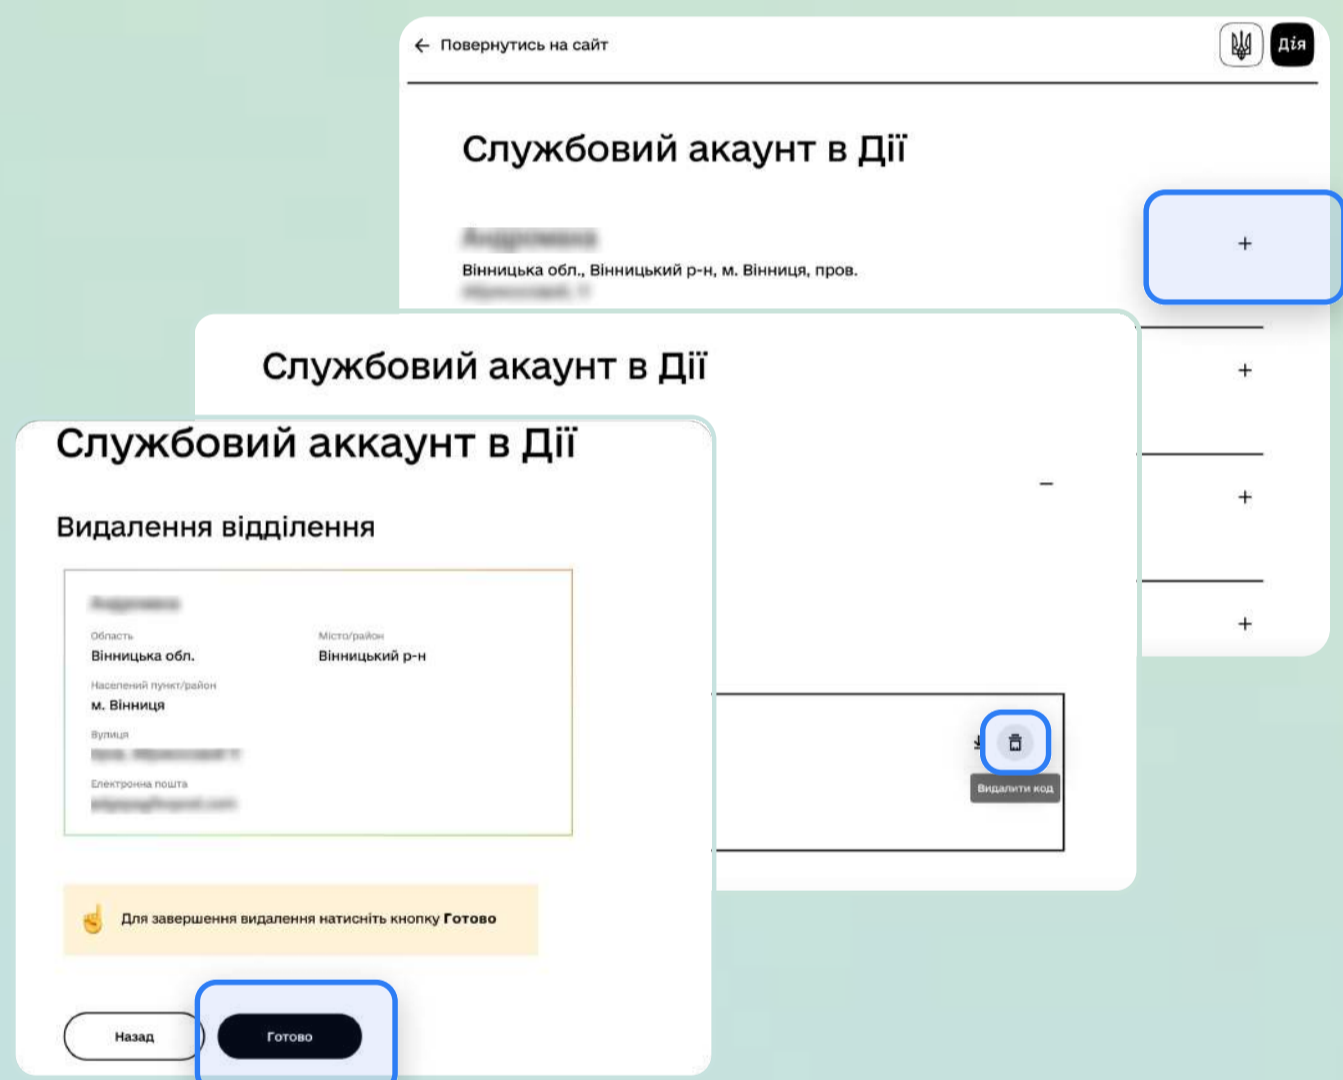 ← Повернутись на сайт
Дія
Службовий акаунт в Дії
Вінницька обл., Вінницький р-н, м. Вінниця, пров.
+
+
+
+
Службовий акаунт в Дії
–
Видалити код
Службовий аккаунт в Дії
Видалення відділення
Область Місто/район
Вінницька обл. Вінницький р-н
Населений пункт/район
м. Вінниця
Вулиця
Електронна пошта
Для завершення видалення натисніть кнопку Готово
Назад Готово